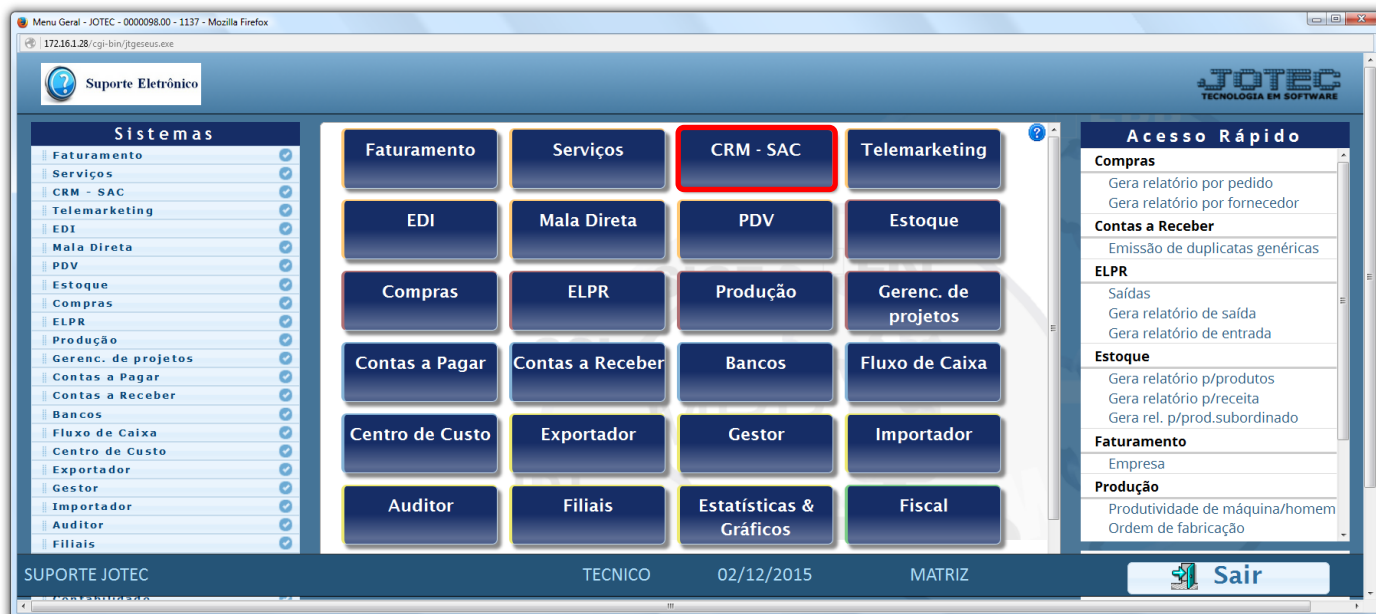 Menu Geral - JOTEC - 0000098.00 - 1137 - Mozilla Firefox
172.16.1.28/cgi-bin/jtgeseus.exe
Suporte Eletrônico
JOTEC
TECNOLOGIA EM SOFTWARE
Sistemas
Faturamento
Serviços
CRM - SAC
Telemarketing
EDI
Mala Direta
PDV
Estoque
Compras
ELPR
Produção
Gerenc. de projetos
Contas a Pagar
Contas a Receber
Bancos
Fluxo de Caixa
Centro de Custo
Exportador
Gestor
Importador
Auditor
Filiais
Contabilidade
Faturamento
Serviços
CRM - SAC
Telemarketing
EDI
Mala Direta
PDV
Estoque
Compras
ELPR
Produção
Gerenc. de
projetos
Contas a Pagar
Contas a Receber
Bancos
Fluxo de Caixa
Centro de Custo
Exportador
Gestor
Importador
Auditor
Filiais
Estatísticas &
Gráficos
Fiscal
Acesso Rápido
Compras
Gera relatório por pedido
Gera relatório por fornecedor
Contas a Receber
Emissão de duplicatas genéricas
ELPR
Saídas
Gera relatório de saída
Gera relatório de entrada
Estoque
Gera relatório p/produtos
Gera relatório p/receita
Gera rel. p/prod.subordinado
Faturamento
Empresa
Produção
Produtividade de máquina/homem
Ordem de fabricação
SUPORTE JOTEC
TECNICO
02/12/2015
MATRIZ
Sair